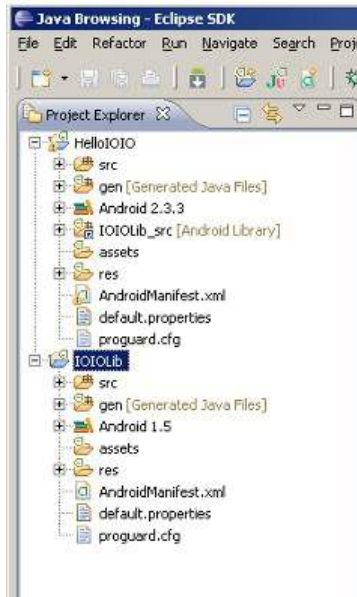 Java Browsing - Eclipse SDK
File Edit Refactor Run Navigate Search Proj
Project Explorer
HelloIOIO
src
gen [Generated Java Files]
Android 2.3.3
IOIOLib_src [Android Library]
assets
res
AndroidManifest.xml
default.properties
proguard.cfg
IOIOLib
src
gen [Generated Java Files]
Android 1.5
assets
res
AndroidManifest.xml
default.properties
proguard.cfg